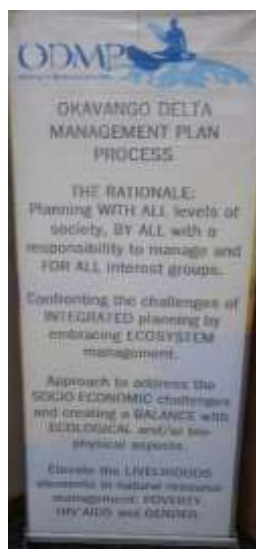 ODMP
OKAVANGO DELTA
MANAGEMENT PLAN
PROCESS
THE RATIONALE:
Planning WITH ALL levels of
society, BY ALL with a
responsibility to manage and
FOR ALL interest groups.
Confronting the challenges of
INTEGRATED planning by
embracing ECOSYSTEM
management.
Approach to address the
SOCIO ECONOMIC challenges
and creating a BALANCE with
ECOLOGICAL and/or bio-
physical aspects.
Elevate the LIVELIHOODS
elements in natural resource
management: POVERTY,
HIV AIDS and GENDER.